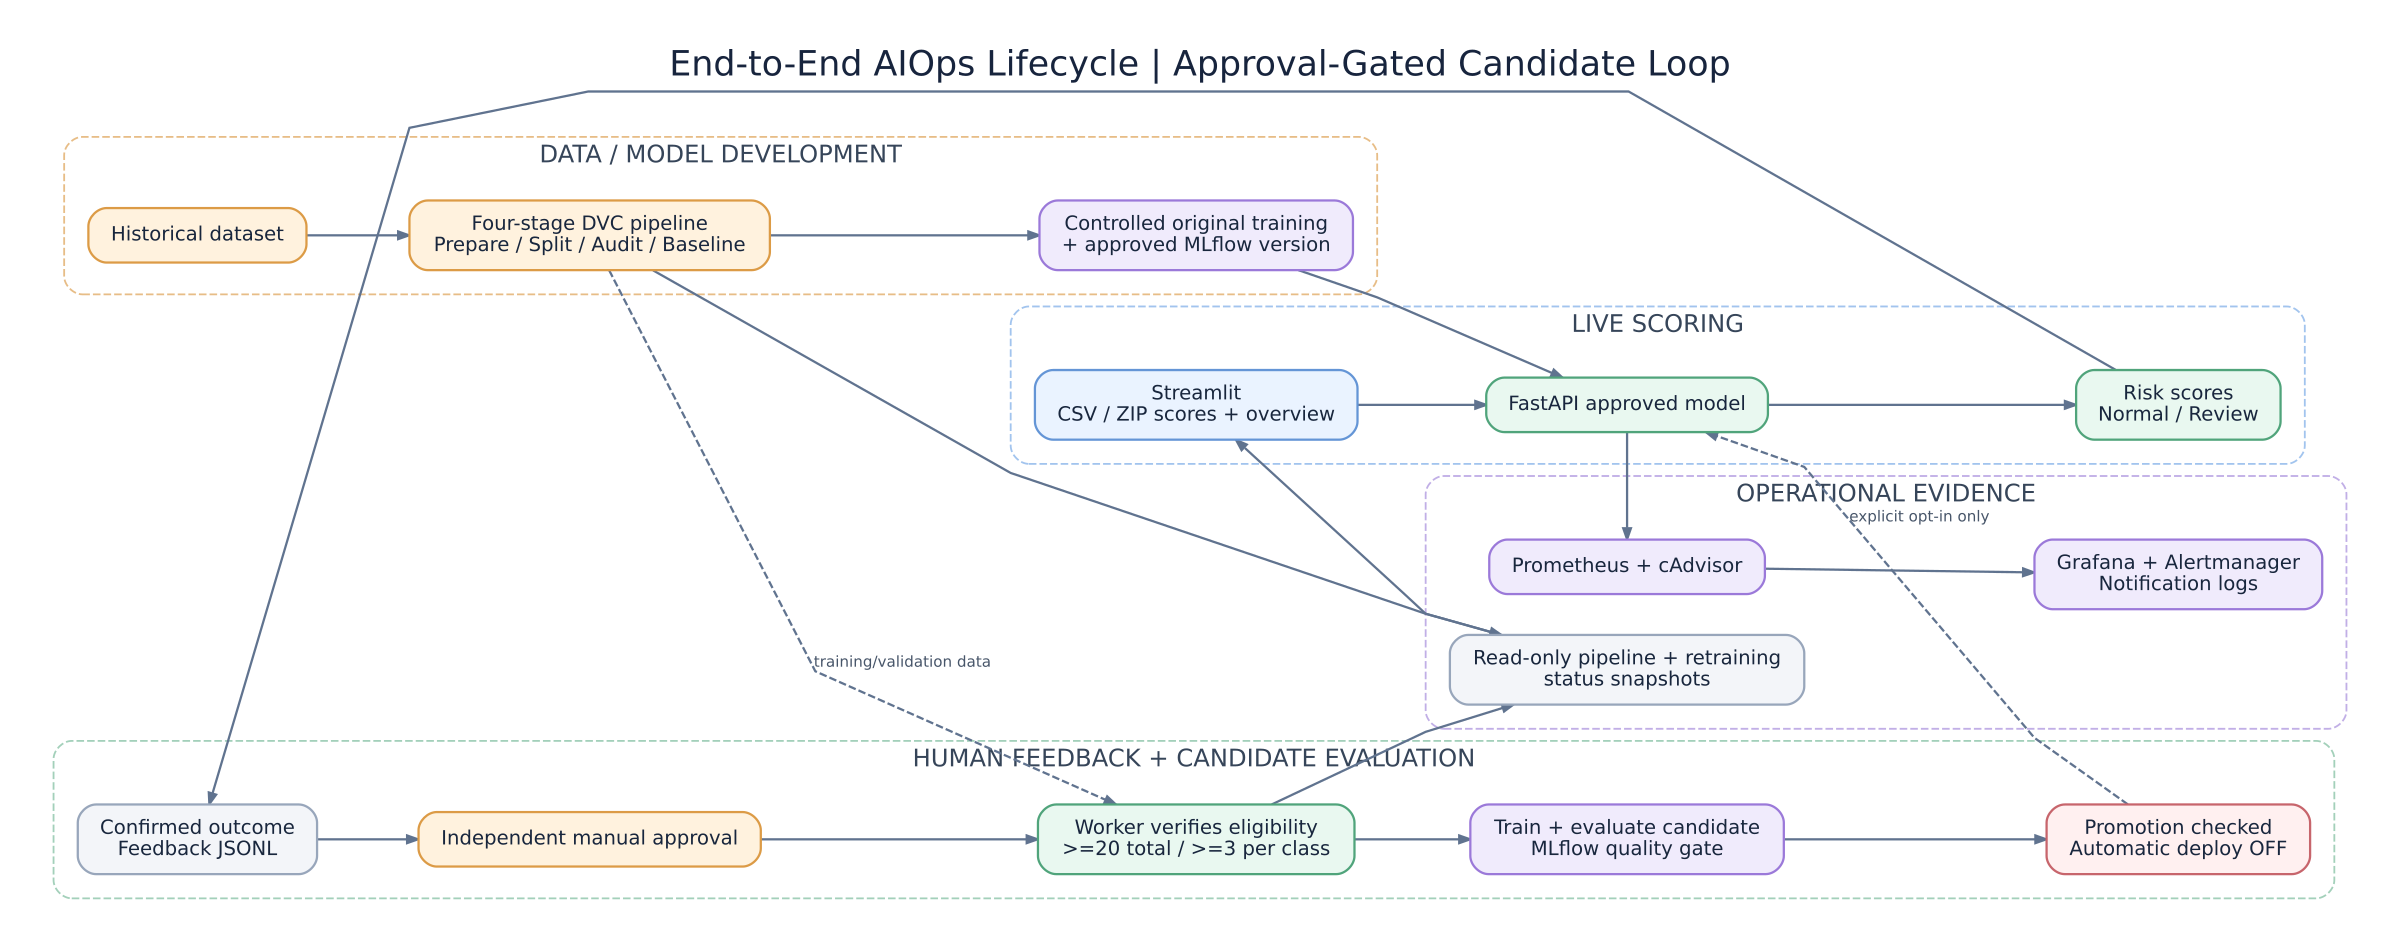 End-to-End AIOps Lifecycle | Approval-Gated Candidate Loop
DATA / MODEL DEVELOPMENT
Historical dataset
Four-stage DVC pipeline
Prepare / Split / Audit / Baseline
Controlled original training
+ approved MLflow version
LIVE SCORING
Streamlit
CSV / ZIP scores + overview
FastAPI approved model
Risk scores
Normal / Review
OPERATIONAL EVIDENCE
explicit opt-in only
Prometheus + cAdvisor
Grafana + Alertmanager
Notification logs
Read-only pipeline + retraining
status snapshots
training/validation data
HUMAN FEEDBACK + CANDIDATE EVALUATION
Confirmed outcome
Feedback JSONL
Independent manual approval
Worker verifies eligibility
>=20 total / >=3 per class
Train + evaluate candidate
MLflow quality gate
Promotion checked
Automatic deploy OFF